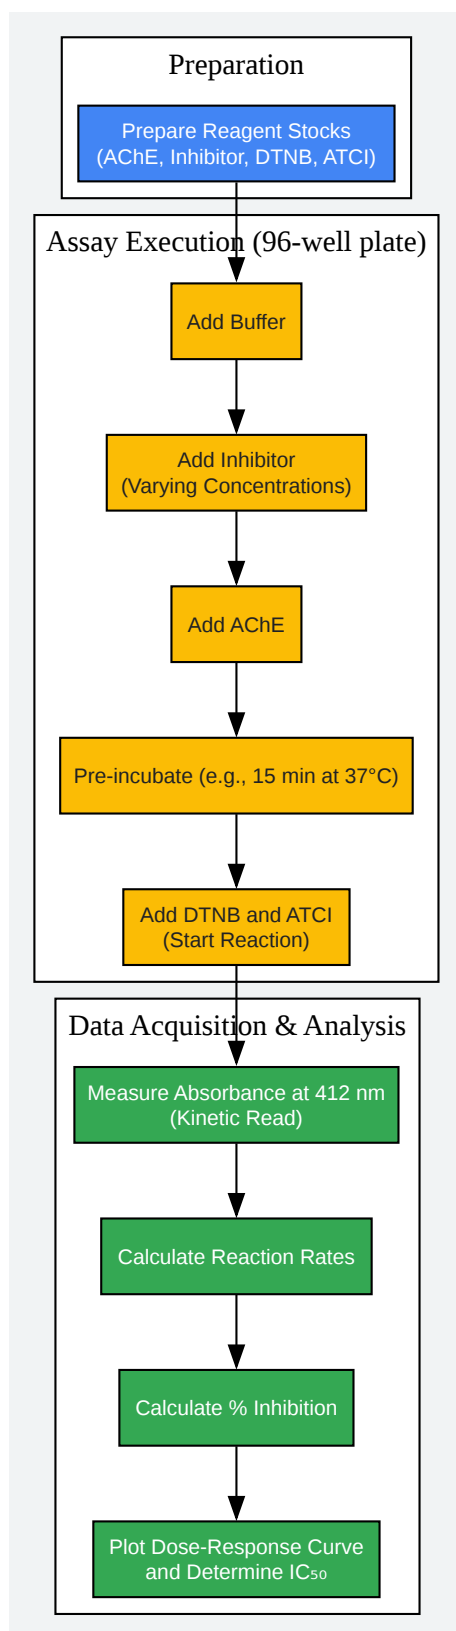 Preparation
Prepare Reagent Stocks
(AChE, Inhibitor, DTNB, ATCI)
Assay Execution (96-well plate)
Add Buffer
Add Inhibitor
(Varying Concentrations)
Add AChE
Pre-incubate (e.g., 15 min at 37°C)
Add DTNB and ATCI
(Start Reaction)
Data Acquisition & Analysis
Measure Absorbance at 412 nm
(Kinetic Read)
Calculate Reaction Rates
Calculate % Inhibition
Plot Dose-Response Curve
and Determine IC₅₀